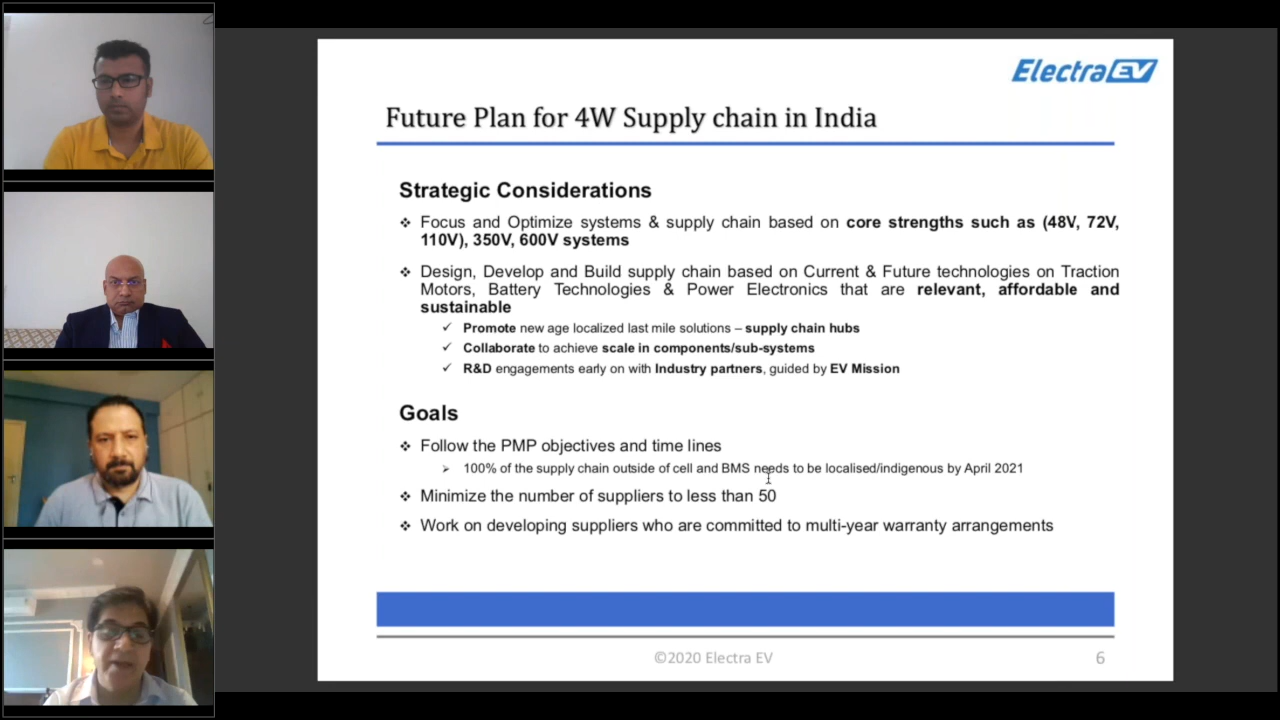 Electra EV
Future Plan for 4W Supply chain in India
Strategic Considerations
❖ Focus and Optimize systems & supply chain based on core strengths such as (48V, 72V,
110V), 350V, 600V systems
❖ Design, Develop and Build supply chain based on Current & Future technologies on Traction
Motors, Battery Technologies & Power Electronics that are relevant, affordable and
sustainable
✓ Promote new age localized last mile solutions – supply chain hubs
✓ Collaborate to achieve scale in components/sub-systems
✓ R&D engagements early on with Industry partners, guided by EV Mission
Goals
❖ Follow the PMP objectives and time lines
➢ 100% of the supply chain outside of cell and BMS needs to be localised/indigenous by April 2021
❖ Minimize the number of suppliers to less than 50
❖ Work on developing suppliers who are committed to multi-year warranty arrangements
©2020 Electra EV
6